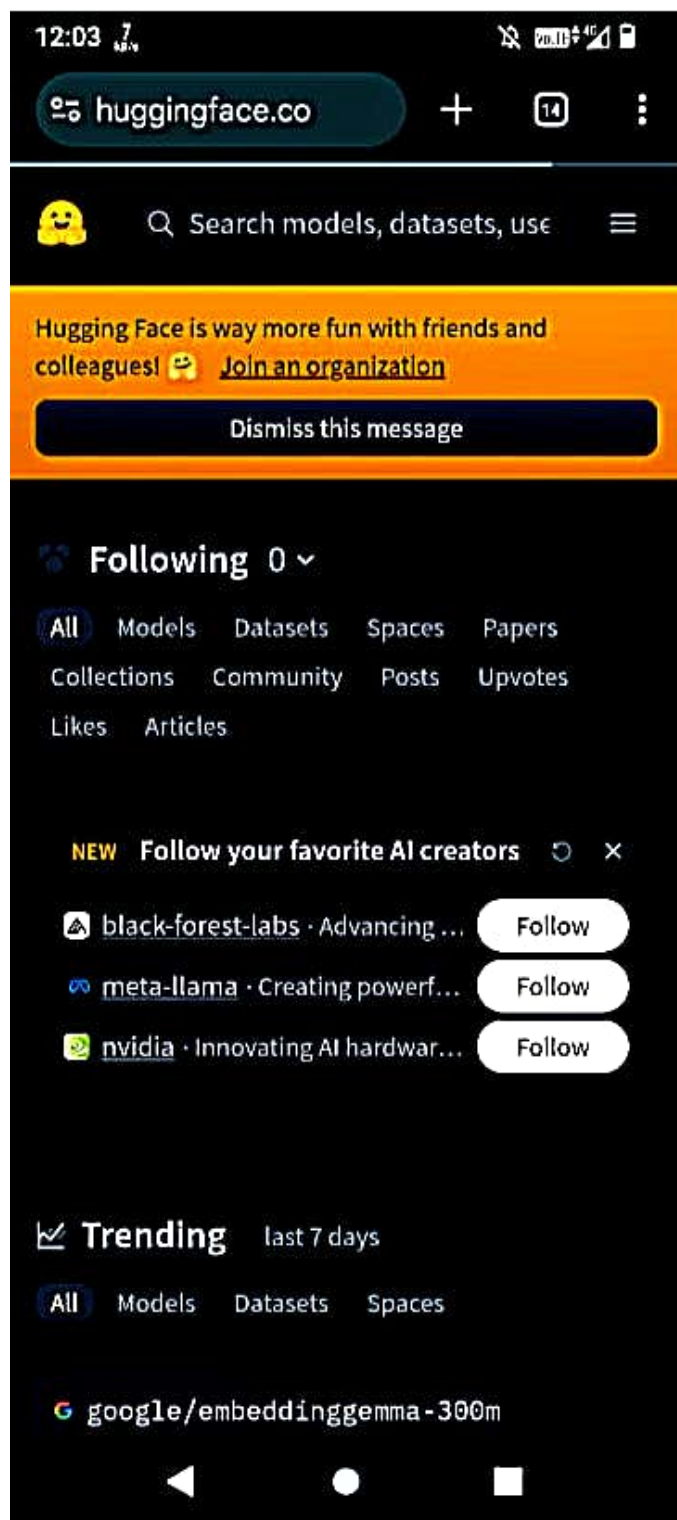 12:03 7
huggingface.co 14
Search models, datasets, use
Hugging Face is way more fun with friends and
colleagues! Join an organization
Dismiss this message
Following 0
All Models Datasets Spaces Papers
Collections Community Posts Upvotes
Likes Articles
NEW Follow your favorite AI creators
black-forest-labs · Advancing ... Follow
meta-llama · Creating powerf... Follow
nvidia · Innovating AI hardwar... Follow
Trending last 7 days
All Models Datasets Spaces
google/embeddinggemma-300m